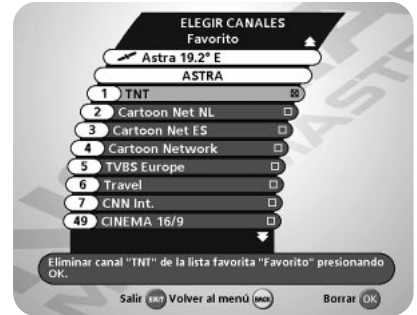 ELEGIR CANALES
Favorito
Astra 19.2° E
ASTRA
1 TNT
2 Cartoon Net NL
3 Cartoon Net ES
4 Cartoon Network
5 TVBS Europe
6 Travel
7 CNN Int.
49 CINEMA 16/9
Eliminar canal "TNT" de la lista favorita "Favorito" presionando
OK.
Salir EXIT Volver al menú BACK Borrar OK